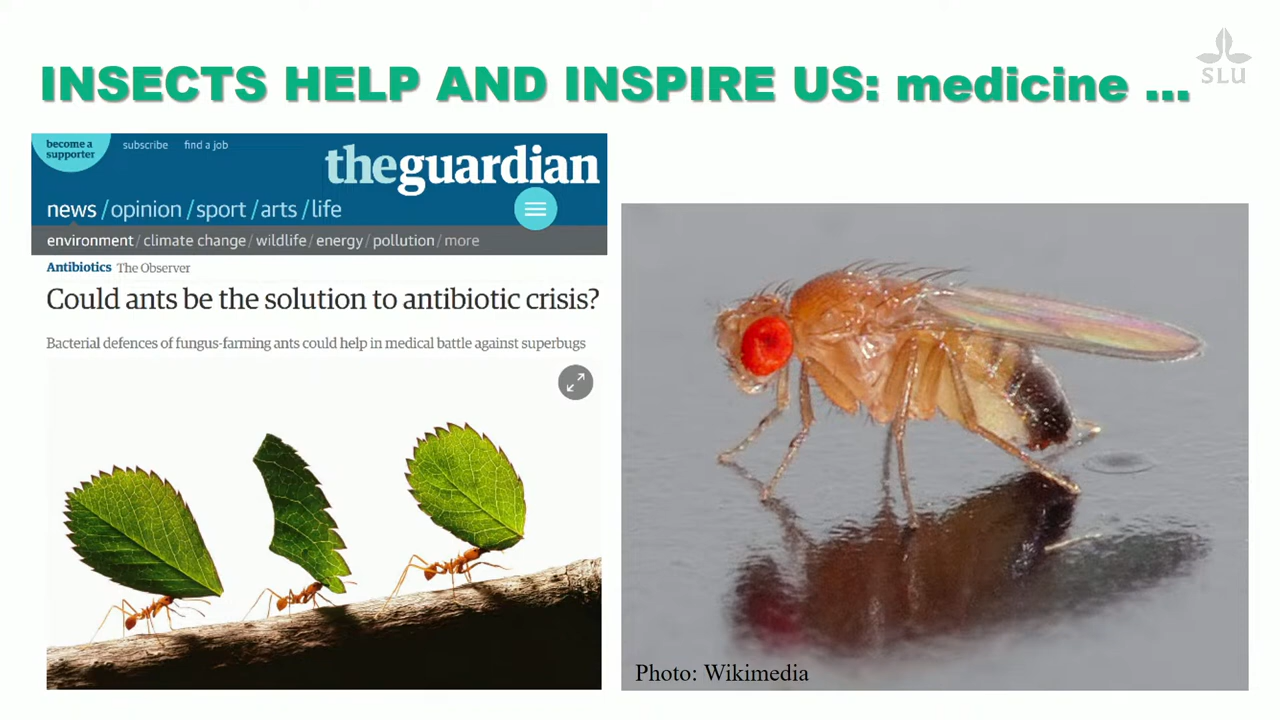 INSECTS HELP AND INSPIRE US: medicine ...
SLU
become a
supporter
subscribe
find a job
theguardian
news / opinion / sport / arts / life
environment / climate change / wildlife / energy / pollution / more
Antibiotics The Observer
Could ants be the solution to antibiotic crisis?
Bacterial defences of fungus-farming ants could help in medical battle against superbugs
Photo: Wikimedia